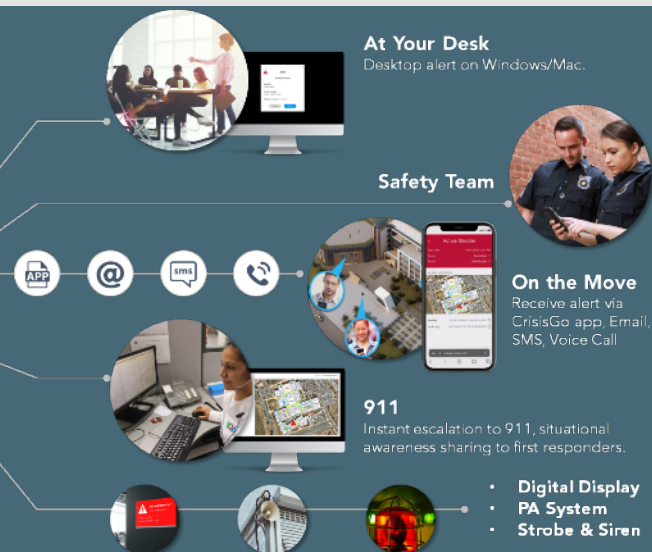 At Your Desk
Desktop alert on Windows/Mac.
Safety Team
APP
@
sms
Active Shooter
On the Move
Receive alert via
CrisisGo app, Email,
SMS, Voice Call
911
Instant escalation to 911, situational
awareness sharing to first responders.
• Digital Display
• PA System
• Strobe & Siren